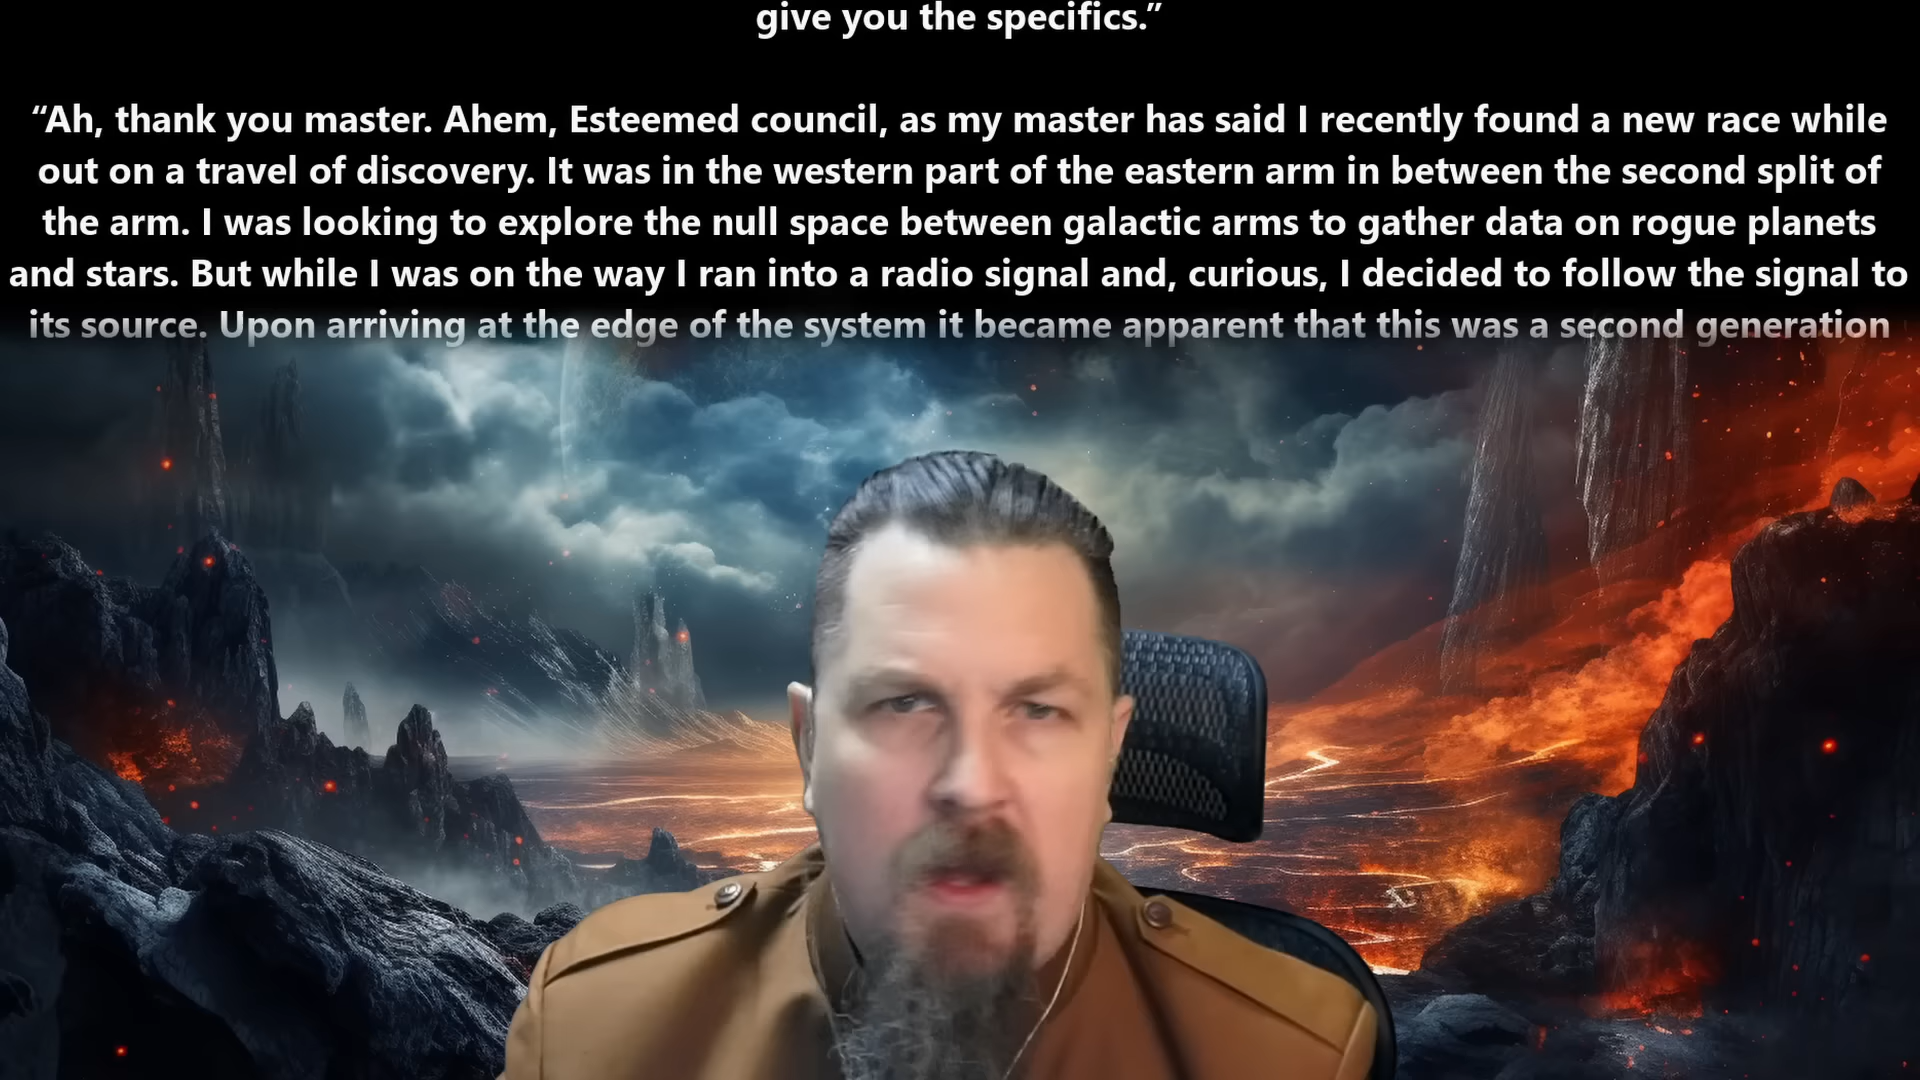 give you the specifics.”
“Ah, thank you master. Ahem, Esteemed council, as my master has said I recently found a new race while
out on a travel of discovery. It was in the western part of the eastern arm in between the second split of
the arm. I was looking to explore the null space between galactic arms to gather data on rogue planets
and stars. But while I was on the way I ran into a radio signal and, curious, I decided to follow the signal to
its source. Upon arriving at the edge of the system it became apparent that this was a second generation